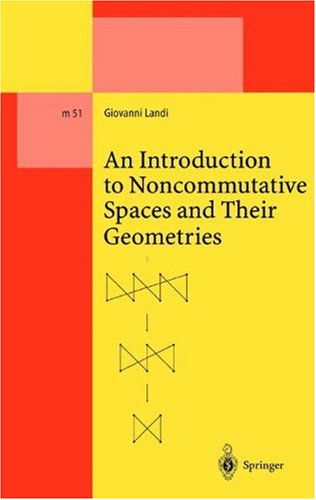 m 51
Giovanni Landi
An Introduction
to Noncommutative
Spaces and Their
Geometries
Springer